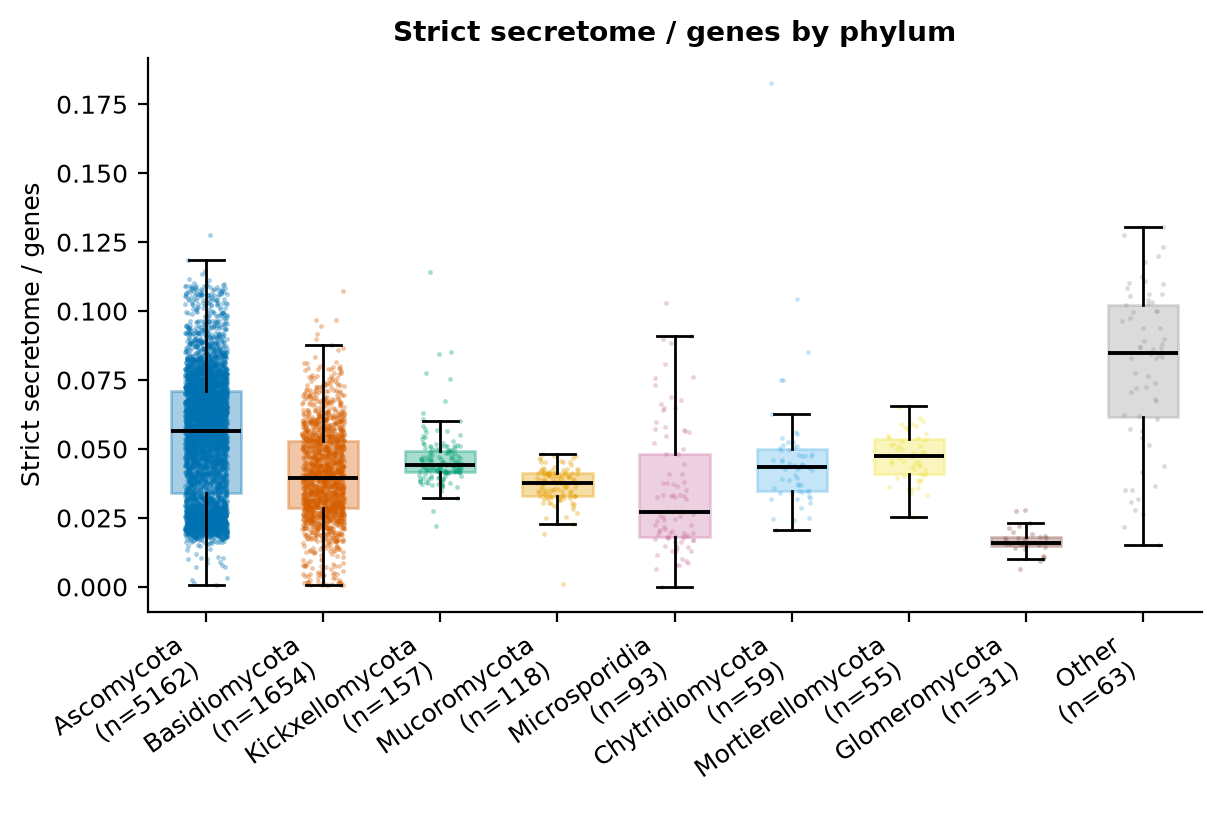 Strict secretome / genes by phylum
Strict secretome / genes
0.175
0.150
0.125
0.100
0.075
0.050
0.025
0.000
Ascomycota
(n=5162)
Basidiomycota
(n=1654)
Kickxellomycota
(n=157)
Mucoromycota
(n=118)
Microsporidia
(n=93)
Chytridiomycota
(n=59)
Mortierellomycota
(n=55)
Glomeromycota
(n=31)
Other
(n=63)